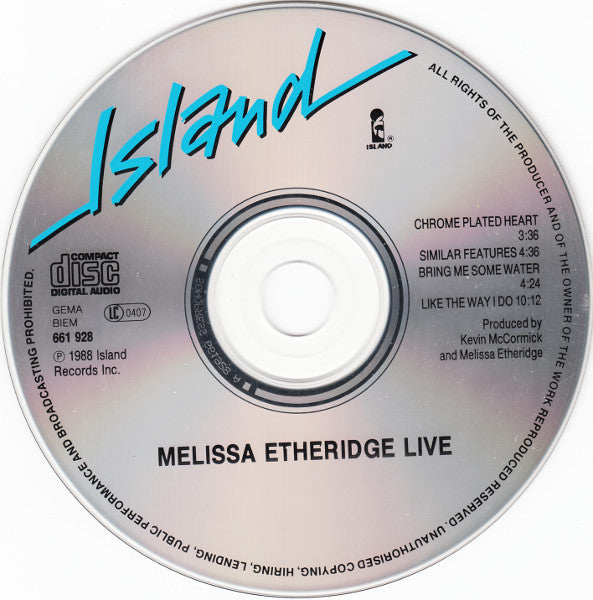 Island
ISLAND
®
CHROME PLATED HEART
3:36
SIMILAR FEATURES 4:36
BRING ME SOME WATER
4:24
LIKE THE WAY I DO 10:12
Produced by
Kevin McCormick
and Melissa Etheridge
COMPACT
disc
DIGITAL AUDIO
GEMA
BIEM
LC 0407
661 928
℗ 1988 Island
Records Inc.
MELISSA ETHERIDGE LIVE
ALL RIGHTS OF THE PRODUCER AND OF THE OWNER OF THE WORK REPRODUCED RESERVED. UNAUTHORISED COPYING, HIRING, LENDING, PUBLIC PERFORMANCE AND BROADCASTING PROHIBITED.